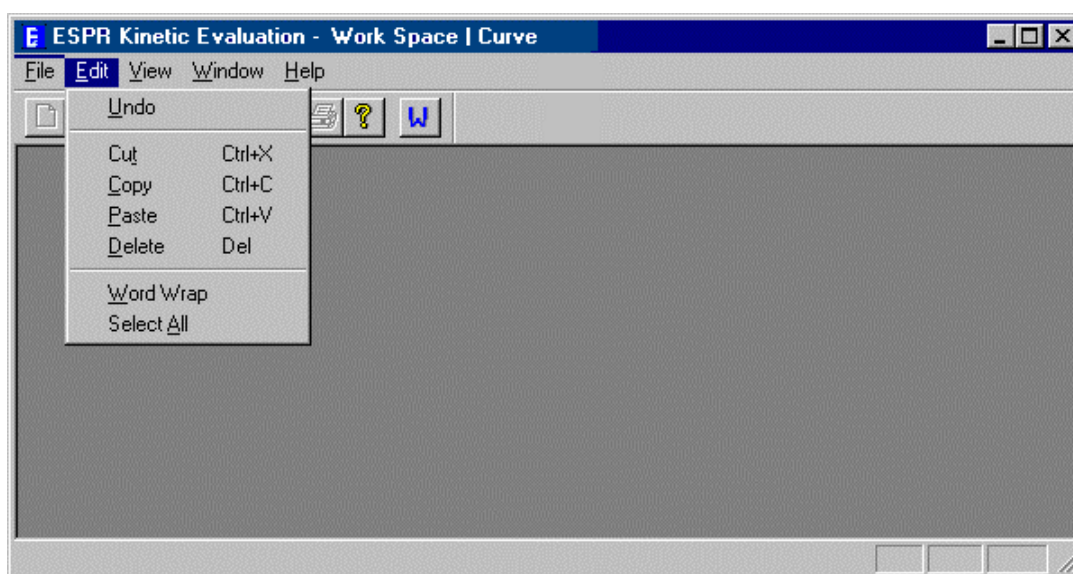 E ESPR Kinetic Evaluation - Work Space | Curve
File Edit View Window Help
Undo
? W
Cut Ctrl+X
Copy Ctrl+C
Paste Ctrl+V
Delete Del
Word Wrap
Select All